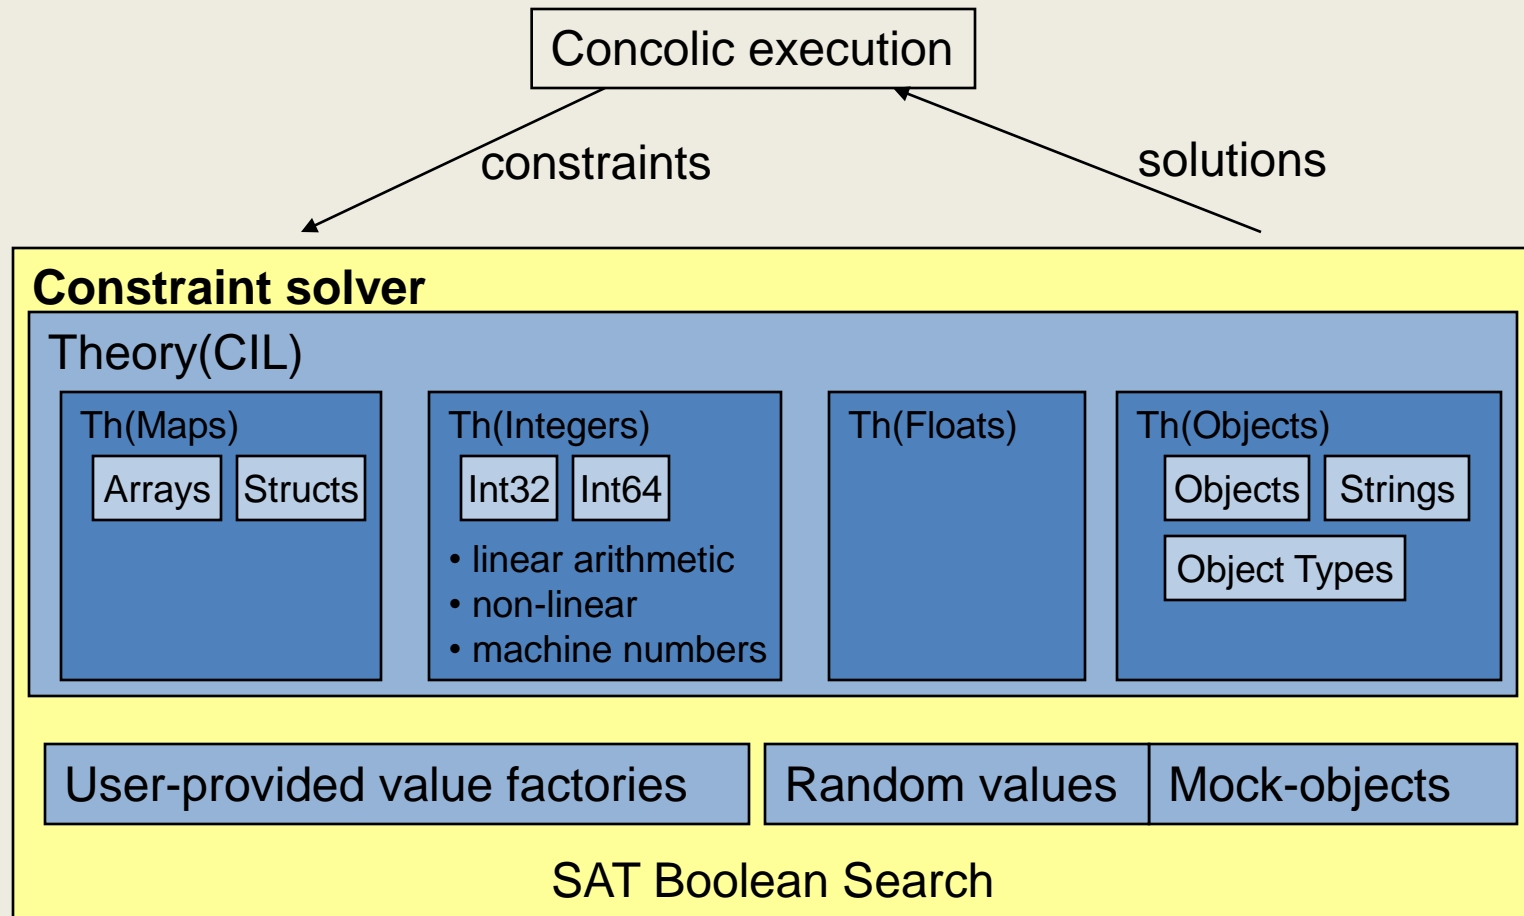 Concolic execution
constraints
solutions
Constraint solver
Theory(CIL)
Th(Maps)
Arrays
Structs
Th(Integers)
Int32
Int64
• linear arithmetic
• non-linear
• machine numbers
Th(Floats)
Th(Objects)
Objects
Strings
Object Types
User-provided value factories
Random values
Mock-objects
SAT Boolean Search